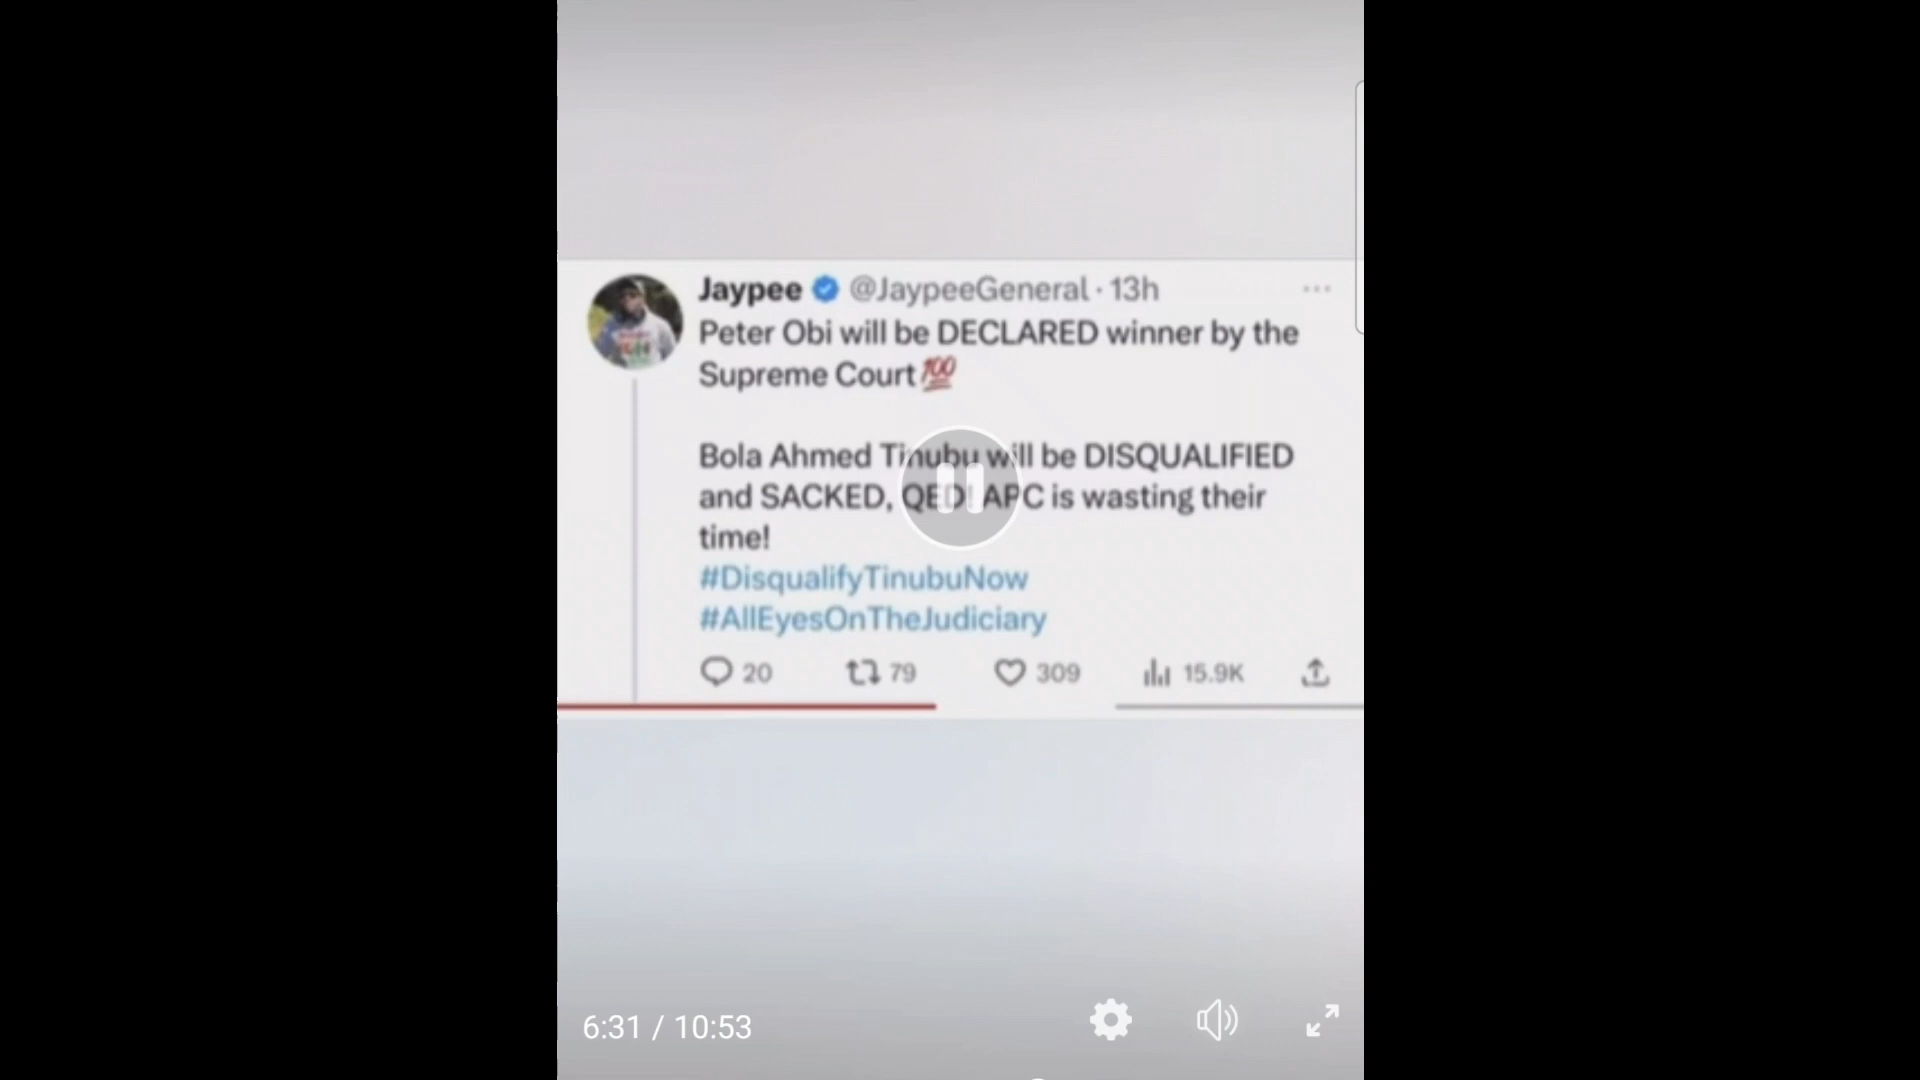 Jaypee @JaypeeGeneral · 13h
Peter Obi will be DECLARED winner by the
Supreme Court💯
Bola Ahmed Tinubu will be DISQUALIFIED
and SACKED, QED! APC is wasting their
time!
#DisqualifyTinubuNow
#AllEyesOnTheJudiciary
20 79 309 15.9K
6:31 / 10:53